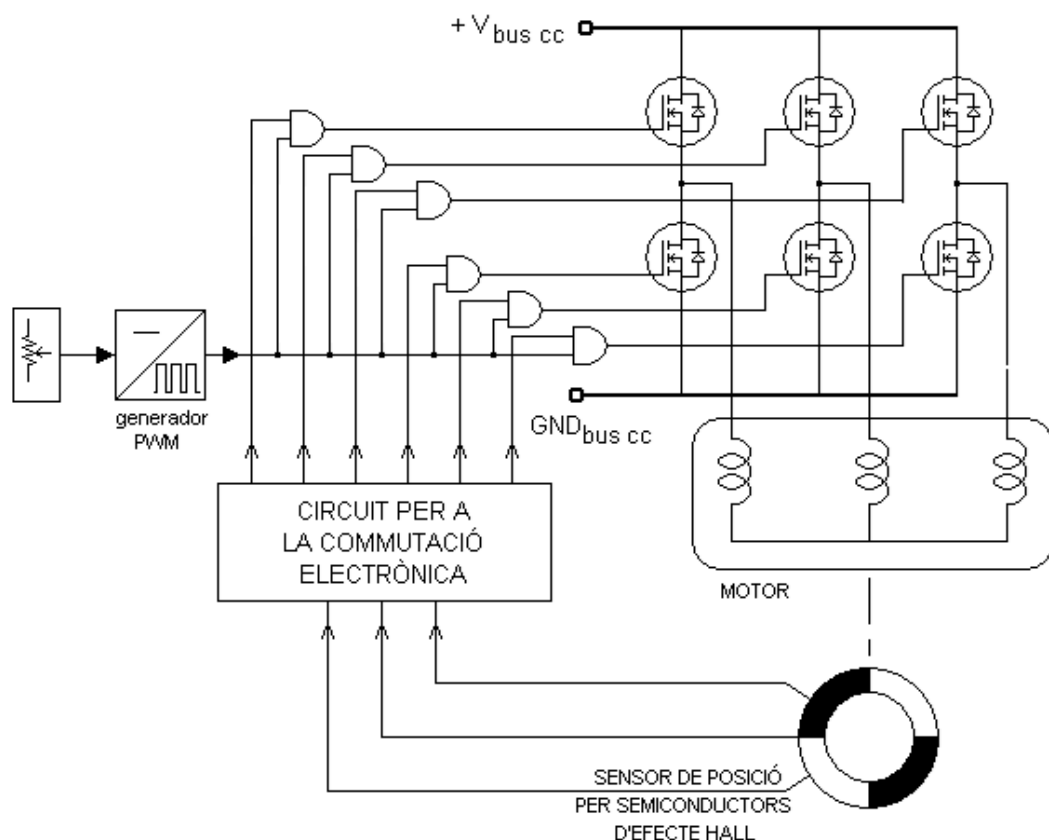 + V bus cc
generador
PWM
GND bus cc
CIRCUIT PER A
LA COMMUTACIÓ
ELECTRÒNICA
MOTOR
SENSOR DE POSICIÓ
PER SEMICONDUCTORS
D'EFECTE HALL